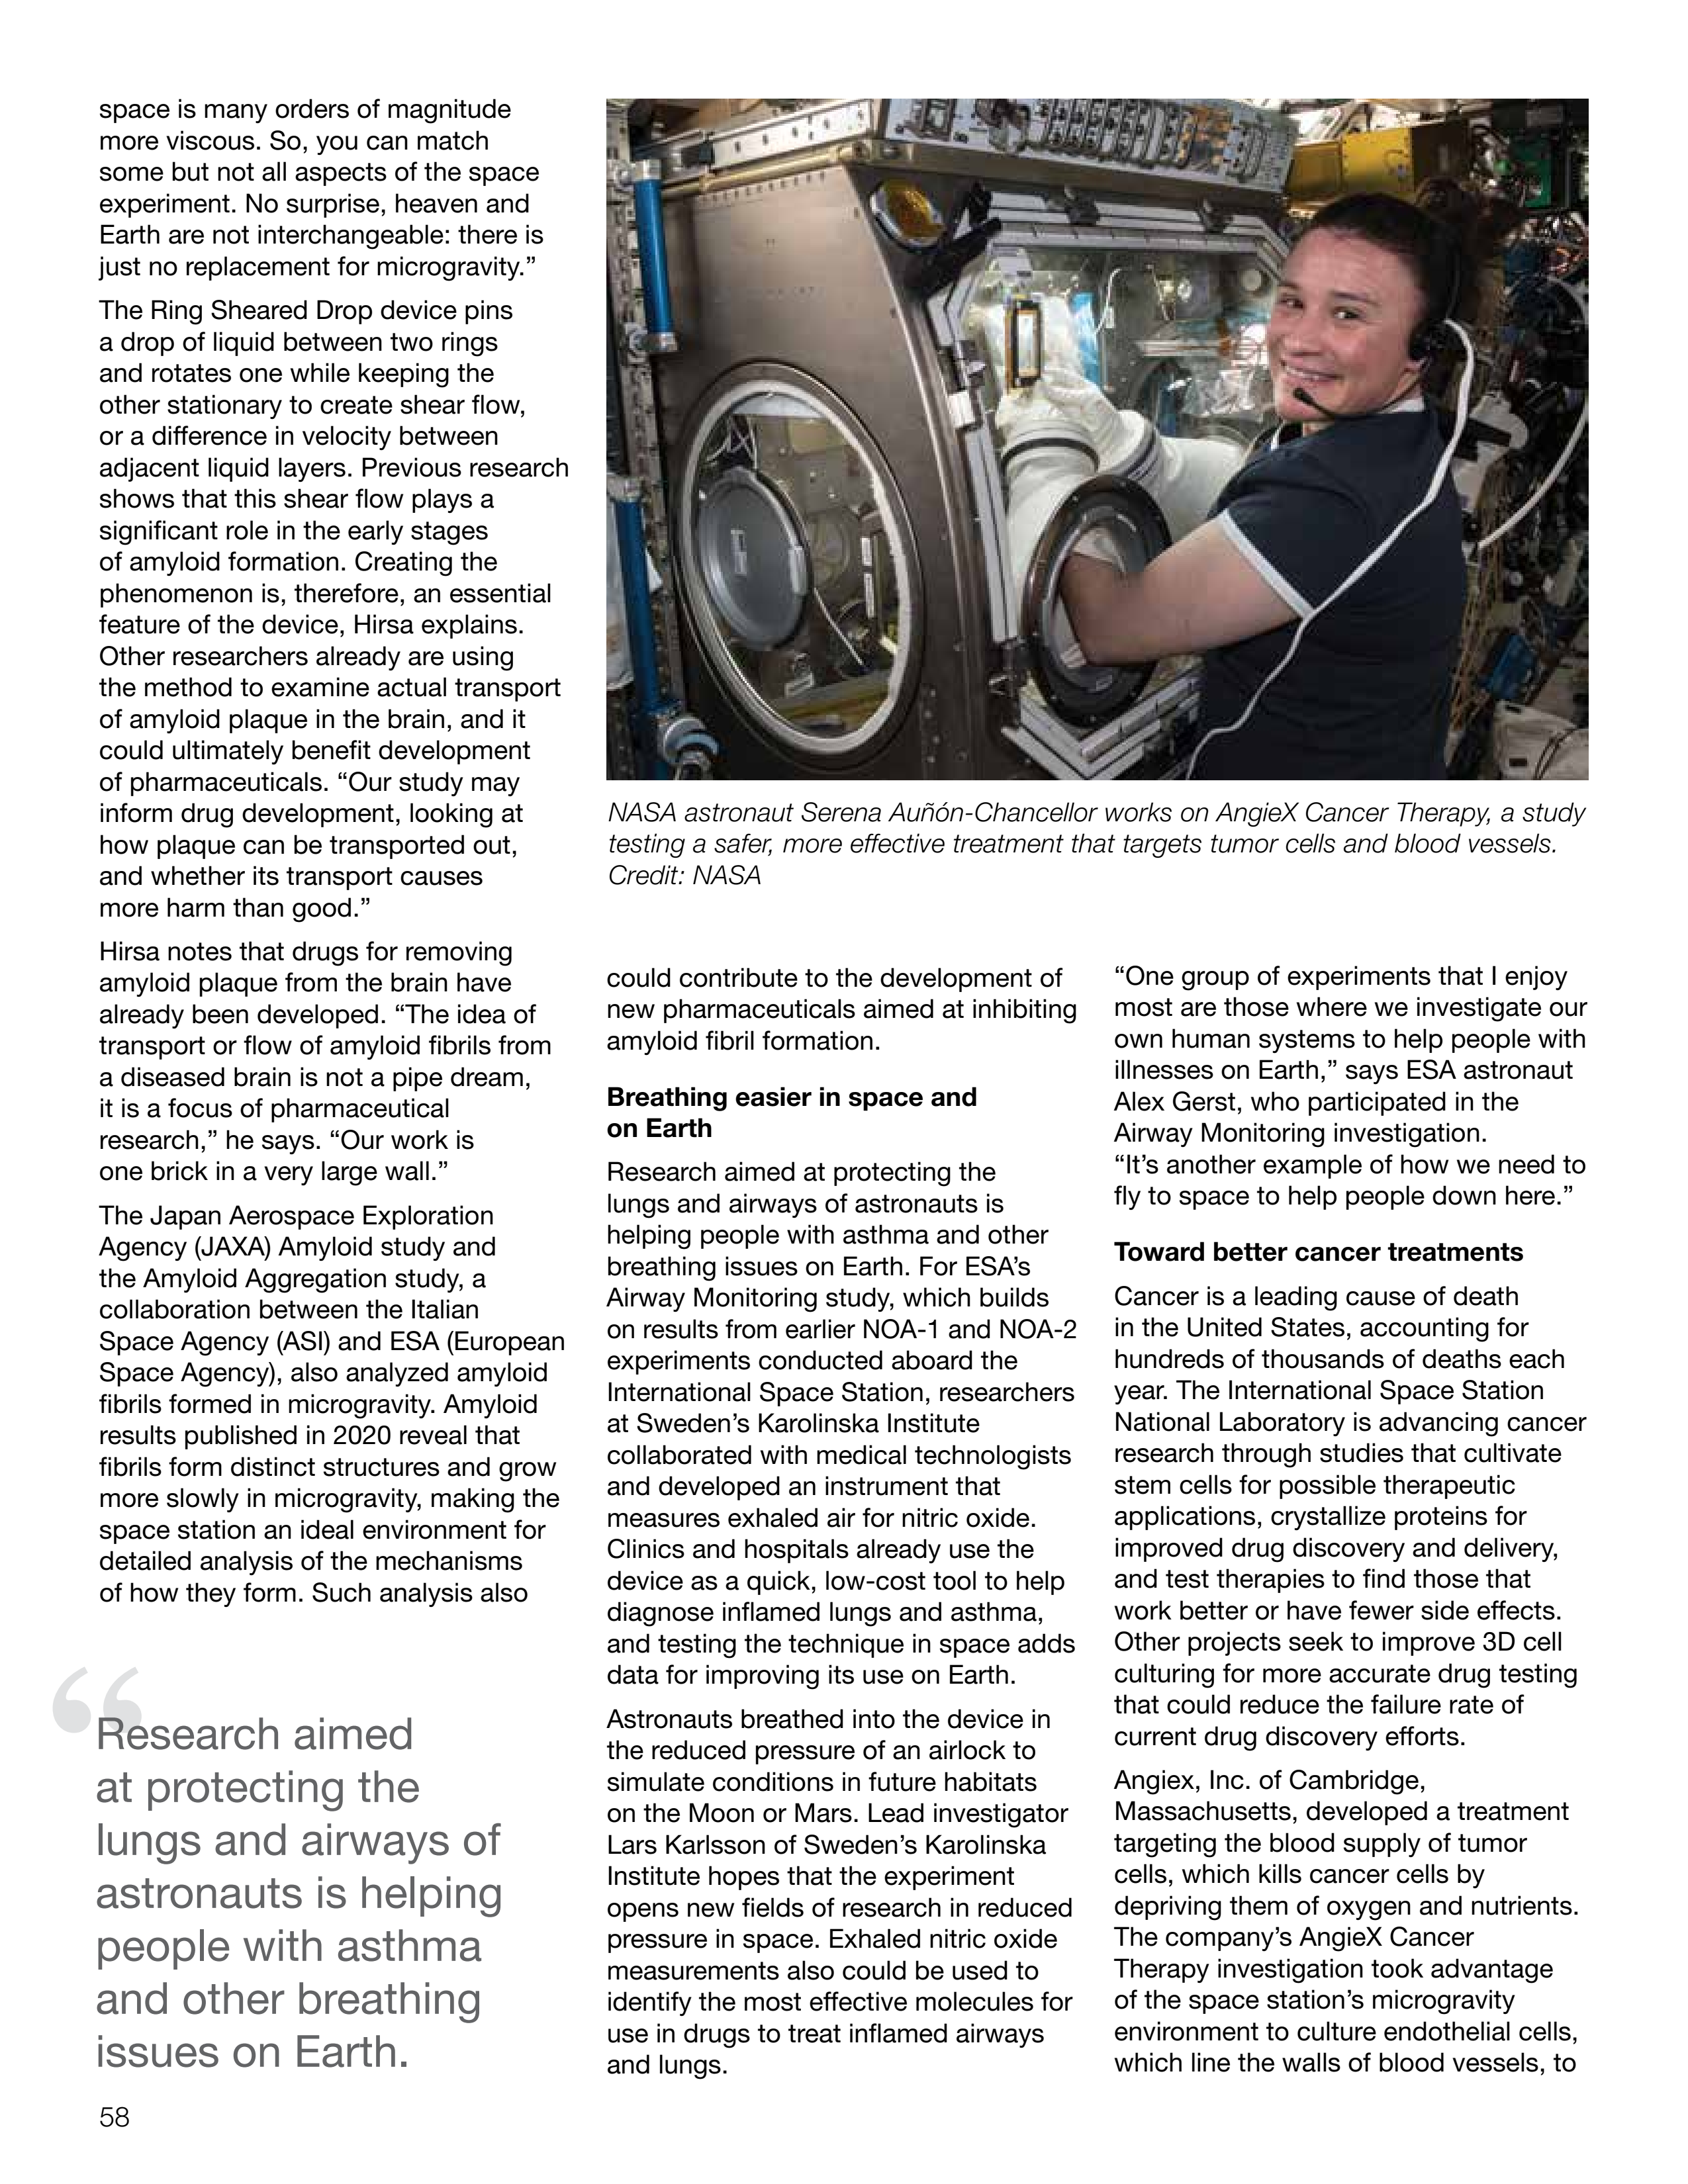 space is many orders of magnitude
more viscous. So, you can match
some but not all aspects of the space
experiment. No surprise, heaven and
Earth are not interchangeable: there is
just no replacement for microgravity.”
The Ring Sheared Drop device pins
a drop of liquid between two rings
and rotates one while keeping the
other stationary to create shear flow,
or a difference in velocity between
adjacent liquid layers. Previous research
shows that this shear flow plays a
significant role in the early stages
of amyloid formation. Creating the
phenomenon is, therefore, an essential
feature of the device, Hirsa explains.
Other researchers already are using
the method to examine actual transport
of amyloid plaque in the brain, and it
could ultimately benefit development
of pharmaceuticals. “Our study may
inform drug development, looking at
how plaque can be transported out,
and whether its transport causes
more harm than good.”
Hirsa notes that drugs for removing
amyloid plaque from the brain have
already been developed. “The idea of
transport or flow of amyloid fibrils from
a diseased brain is not a pipe dream,
it is a focus of pharmaceutical
research,” he says. “Our work is
one brick in a very large wall.”
The Japan Aerospace Exploration
Agency (JAXA) Amyloid study and
the Amyloid Aggregation study, a
collaboration between the Italian
Space Agency (ASI) and ESA (European
Space Agency), also analyzed amyloid
fibrils formed in microgravity. Amyloid
results published in 2020 reveal that
fibrils form distinct structures and grow
more slowly in microgravity, making the
space station an ideal environment for
detailed analysis of the mechanisms
of how they form. Such analysis also
“Research aimed
at protecting the
lungs and airways of
astronauts is helping
people with asthma
and other breathing
issues on Earth.
NASA astronaut Serena Auñón-Chancellor works on AngieX Cancer Therapy, a study
testing a safer, more effective treatment that targets tumor cells and blood vessels.
Credit: NASA
could contribute to the development of
new pharmaceuticals aimed at inhibiting
amyloid fibril formation.
Breathing easier in space and
on Earth
Research aimed at protecting the
lungs and airways of astronauts is
helping people with asthma and other
breathing issues on Earth. For ESA’s
Airway Monitoring study, which builds
on results from earlier NOA-1 and NOA-2
experiments conducted aboard the
International Space Station, researchers
at Sweden’s Karolinska Institute
collaborated with medical technologists
and developed an instrument that
measures exhaled air for nitric oxide.
Clinics and hospitals already use the
device as a quick, low-cost tool to help
diagnose inflamed lungs and asthma,
and testing the technique in space adds
data for improving its use on Earth.
Astronauts breathed into the device in
the reduced pressure of an airlock to
simulate conditions in future habitats
on the Moon or Mars. Lead investigator
Lars Karlsson of Sweden’s Karolinska
Institute hopes that the experiment
opens new fields of research in reduced
pressure in space. Exhaled nitric oxide
measurements also could be used to
identify the most effective molecules for
use in drugs to treat inflamed airways
and lungs.
“One group of experiments that I enjoy
most are those where we investigate our
own human systems to help people with
illnesses on Earth,” says ESA astronaut
Alex Gerst, who participated in the
Airway Monitoring investigation.
“It’s another example of how we need to
fly to space to help people down here.”
Toward better cancer treatments
Cancer is a leading cause of death
in the United States, accounting for
hundreds of thousands of deaths each
year. The International Space Station
National Laboratory is advancing cancer
research through studies that cultivate
stem cells for possible therapeutic
applications, crystallize proteins for
improved drug discovery and delivery,
and test therapies to find those that
work better or have fewer side effects.
Other projects seek to improve 3D cell
culturing for more accurate drug testing
that could reduce the failure rate of
current drug discovery efforts.
Angiex, Inc. of Cambridge,
Massachusetts, developed a treatment
targeting the blood supply of tumor
cells, which kills cancer cells by
depriving them of oxygen and nutrients.
The company’s AngieX Cancer
Therapy investigation took advantage
of the space station’s microgravity
environment to culture endothelial cells,
which line the walls of blood vessels, to
58